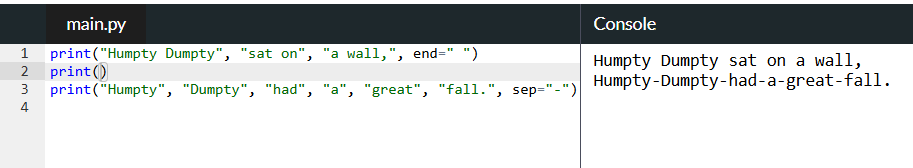 main.py
1 print("Humpty Dumpty", "sat on", "a wall,", end=" ")
2 print()
3 print("Humpty", "Dumpty", "had", "a", "great", "fall.", sep="-")
4
Console
Humpty Dumpty sat on a wall,
Humpty-Dumpty-had-a-great-fall.